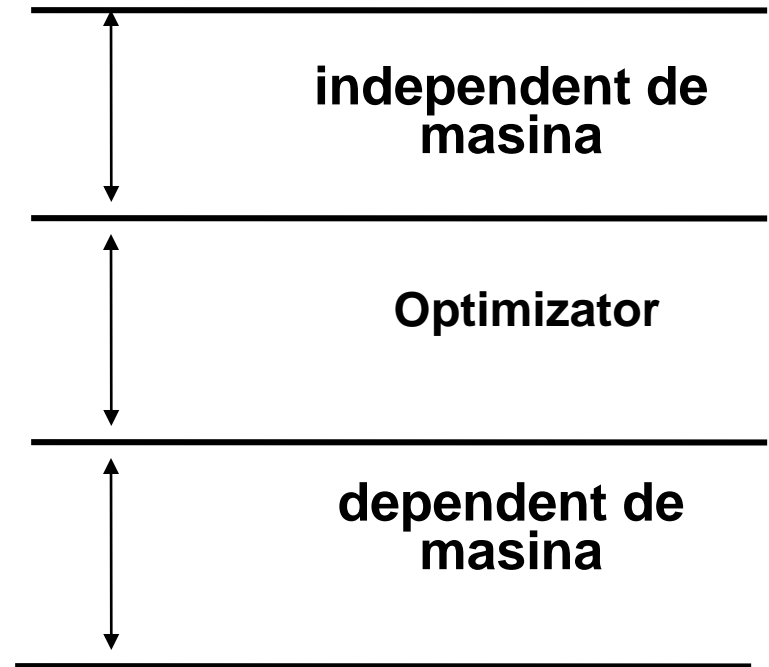 independent de
masina
Optimizator
dependent de
masina